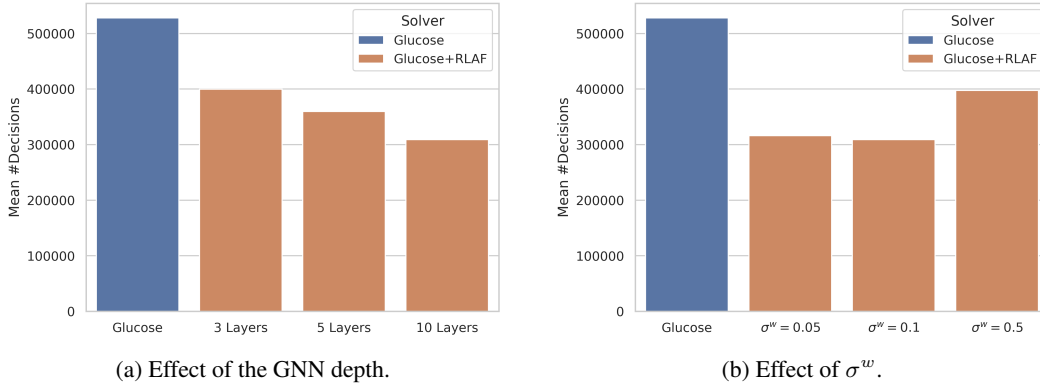 Solver
Glucose
Glucose+RLAF
Mean #Decisions
500000
400000
300000
200000
100000
0
Glucose
3 Layers
5 Layers
10 Layers
(a) Effect of the GNN depth.
Solver
Glucose
Glucose+RLAF
Mean #Decisions
500000
400000
300000
200000
100000
0
Glucose
σ^w = 0.05
σ^w = 0.1
σ^w = 0.5
(b) Effect of σ^w.